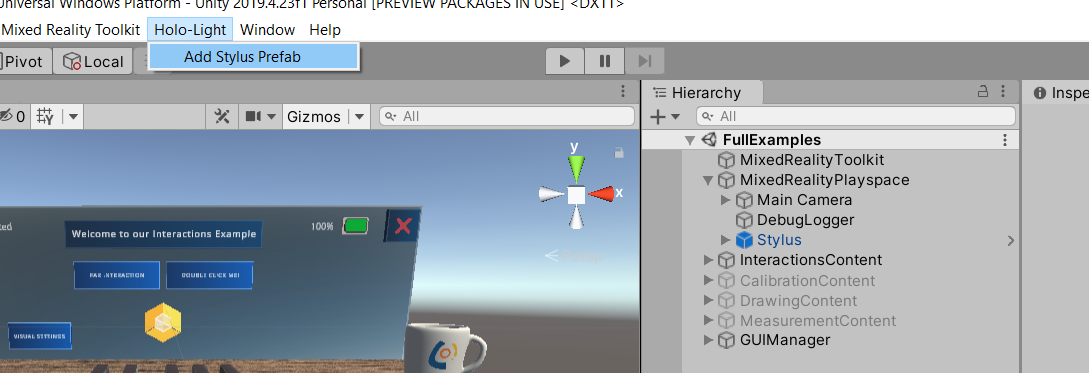 Universal Windows Platform - Unity 2019.4.23f1 Personal [PREVIEW PACKAGES IN USE] <DX11>
Mixed Reality Toolkit Holo-Light Window Help
Add Stylus Prefab
Pivot Local
Hierarchy
Inspe
0 Gizmos All
All
FullExamples
MixedRealityToolkit
MixedRealityPlayspace
Main Camera
DebugLogger
Stylus
InteractionsContent
CalibrationContent
DrawingContent
MeasurementContent
GUIManager
y
x
ted
Welcome to our Interactions Example
100%
FAR INTERACTION DOUBLE CLICK ME!
VISUAL SETTINGS